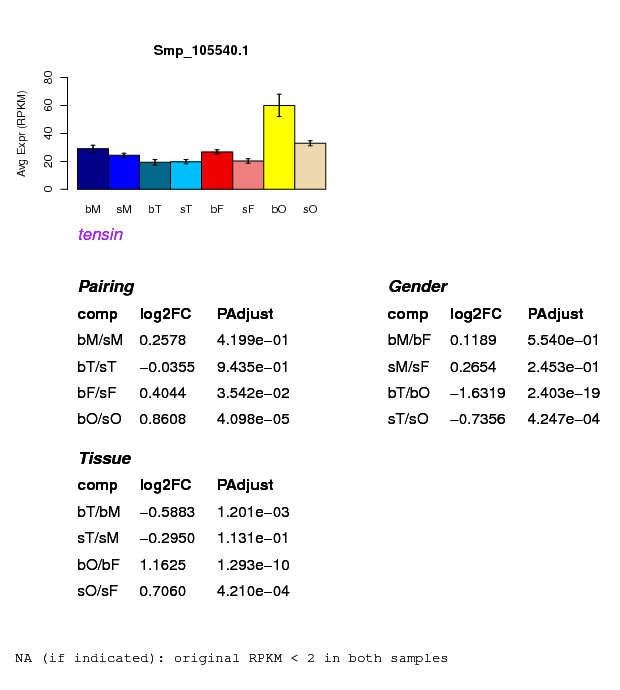 Smp_105540.1
Avg Expr (RPKM)
0 20 40 60 80
bM sM bT sT bF sF bO sO
tensin
Pairing
comp log2FC PAdjust
bM/sM 0.2578 4.199e−01
bT/sT −0.0355 9.435e−01
bF/sF 0.4044 3.542e−02
bO/sO 0.8608 4.098e−05
Gender
comp log2FC PAdjust
bM/bF 0.1189 5.540e−01
sM/sF 0.2654 2.453e−01
bT/bO −1.6319 2.403e−19
sT/sO −0.7356 4.247e−04
Tissue
comp log2FC PAdjust
bT/bM −0.5883 1.201e−03
sT/sM −0.2950 1.131e−01
bO/bF 1.1625 1.293e−10
sO/sF 0.7060 4.210e−04
NA (if indicated): original RPKM < 2 in both samples